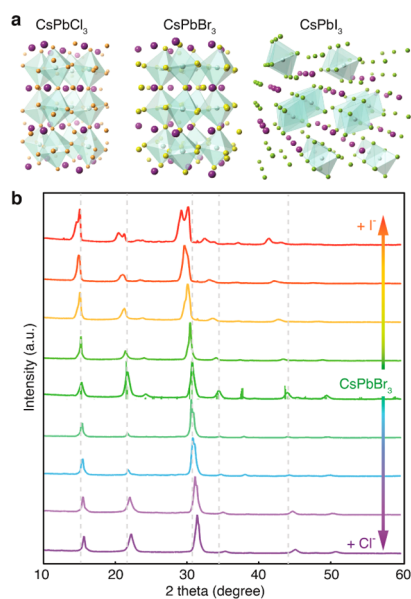 a
CsPbCl₃ CsPbBr₃ CsPbI₃
b
+ I⁻
CsPbBr₃
+ Cl⁻
Intensity (a.u.)
10 20 30 40 50 60
2 theta (degree)